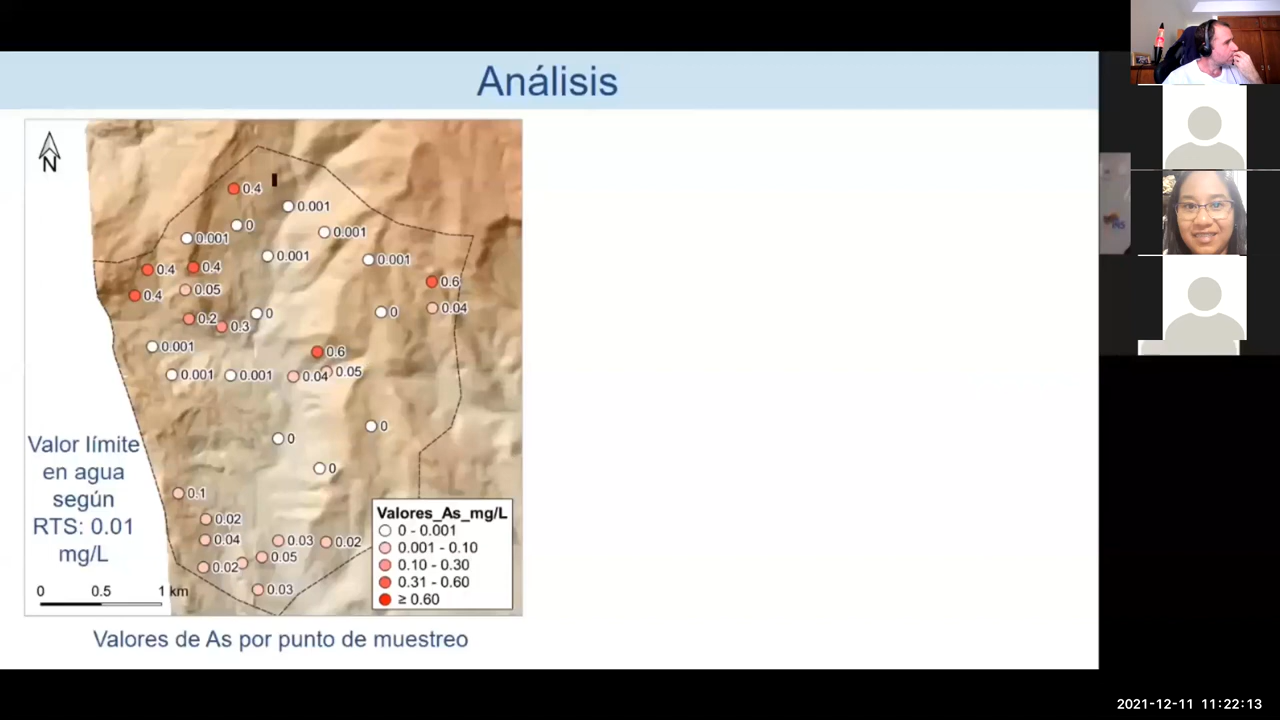 Análisis
N
0.4
0.001
0
0.001
0.001
0.001
0.001
0.4
0.4
0.6
0.05
0.4
0.04
0.2
0.3
0
0
0.001
0.6
0.001
0.001
0.04
0.05
0
0
0
0.1
0.02
0.04
0.03
0.02
0.05
0.02
0.03
Valor límite
en agua
según
RTS: 0.01
mg/L
0 0.5 1 km
Valores_As_mg/L
0 - 0.001
0.001 - 0.10
0.10 - 0.30
0.31 - 0.60
≥ 0.60
Valores de As por punto de muestreo
2021-12-11 11:22:13